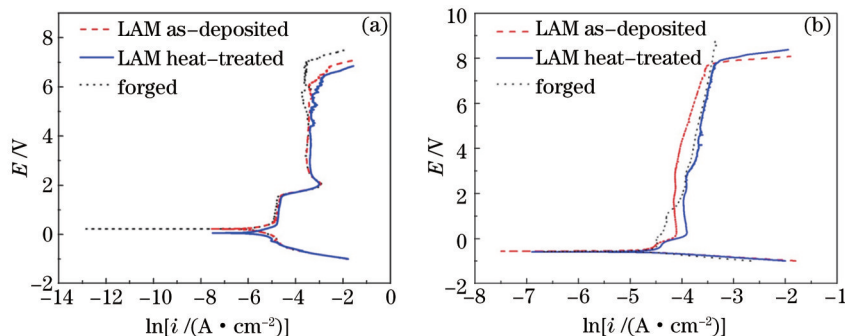 (a)
LAM as-deposited
LAM heat-treated
forged
E/V
8
6
4
2
0
−2
−14 −12 −10 −8 −6 −4 −2 0
ln[i/(A·cm⁻²)]
(b)
LAM as-deposited
LAM heat-treated
forged
E/V
10
8
6
4
2
0
−2
−8 −7 −6 −5 −4 −3 −2 −1
ln[i/(A·cm⁻²)]